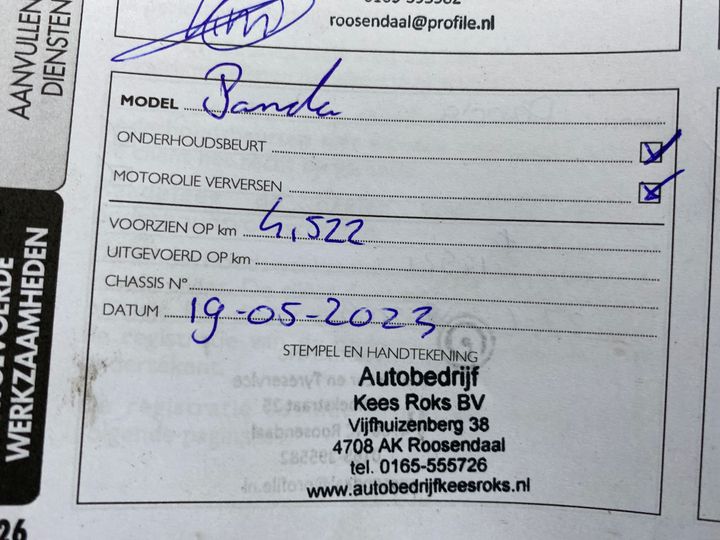 roosendaal@profile.nl
AANVULLEN
DIENSTEN
MODEL Panda
ONDERHOUDSBEURT
MOTOROLIE VERVERSEN
VOORZIEN OP km 4,522
UITGEVOERD OP km
CHASSIS N°
DATUM 19-05-2023
STEMPEL EN HANDTEKENING
Autobedrijf
Kees Roks BV
Vijfhuizenberg 38
4708 AK Roosendaal
tel. 0165-555726
www.autobedrijfkeesroks.nl
WERKZAAMHEDEN
26